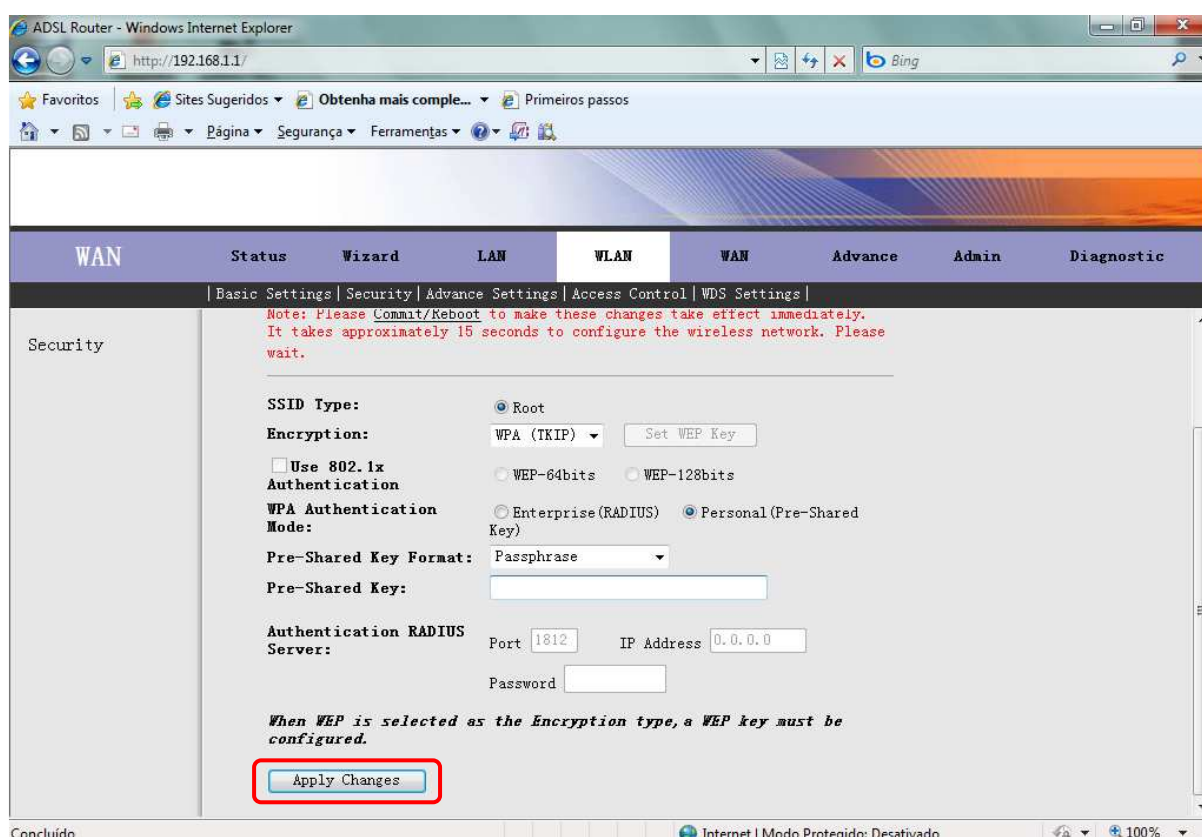 ADSL Router - Windows Internet Explorer
http://192.168.1.1/
Bing
Favoritos Sites Sugeridos Obtenha mais comple... Primeiros passos
Página Segurança Ferramentas
WAN Status Wizard LAN WLAN WAN Advance Admin Diagnostic
|Basic Settings|Security|Advance Settings|Access Control|WDS Settings|
Security
Note: Please Commit/Reboot to make these changes take effect immediately.
It takes approximately 15 seconds to configure the wireless network. Please
wait.
SSID Type: Root
Encryption: WPA (TKIP) Set WEP Key
Use 802.1x
Authentication WEP-64bits WEP-128bits
WPA Authentication
Mode: Enterprise(RADIUS) Personal(Pre-Shared
Key)
Pre-Shared Key Format: Passphrase
Pre-Shared Key:
Authentication RADIUS
Server: Port 1812 IP Address 0.0.0.0
Password
When WEP is selected as the Encryption type, a WEP key must be
configured.
Apply Changes
Concluído Internet | Modo Protegido: Desativado 100%